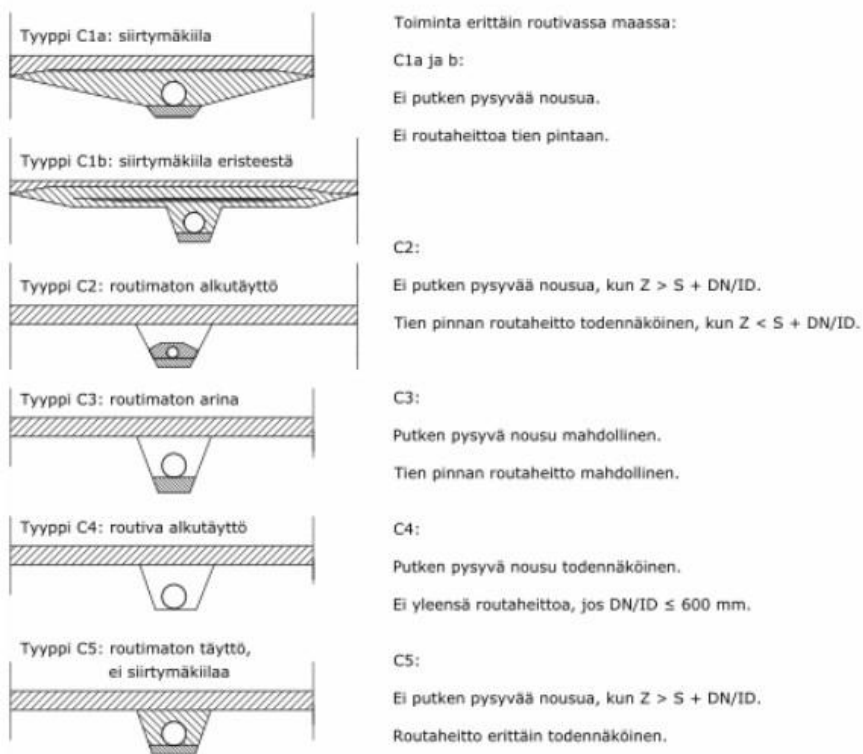 Tyyppi C1a: siirtymäkiila
Toiminta erittäin routivassa maassa:
C1a ja b:
Ei putken pysyvää nousua.
Ei routaheittoa tien pintaan.
Tyyppi C1b: siirtymäkiila eristeestä
Tyyppi C2: routimaton alkutäyttö
C2:
Ei putken pysyvää nousua, kun Z > S + DN/ID.
Tien pinnan routaheitto todennäköinen, kun Z < S + DN/ID.
Tyyppi C3: routimaton arina
C3:
Putken pysyvä nousu mahdollinen.
Tien pinnan routaheitto mahdollinen.
Tyyppi C4: routiva alkutäyttö
C4:
Putken pysyvä nousu todennäköinen.
Ei yleensä routaheittoa, jos DN/ID ≤ 600 mm.
Tyyppi C5: routimaton täyttö,
ei siirtymäkiilaa
C5:
Ei putken pysyvää nousua, kun Z > S + DN/ID.
Routaheitto erittäin todennäköinen.